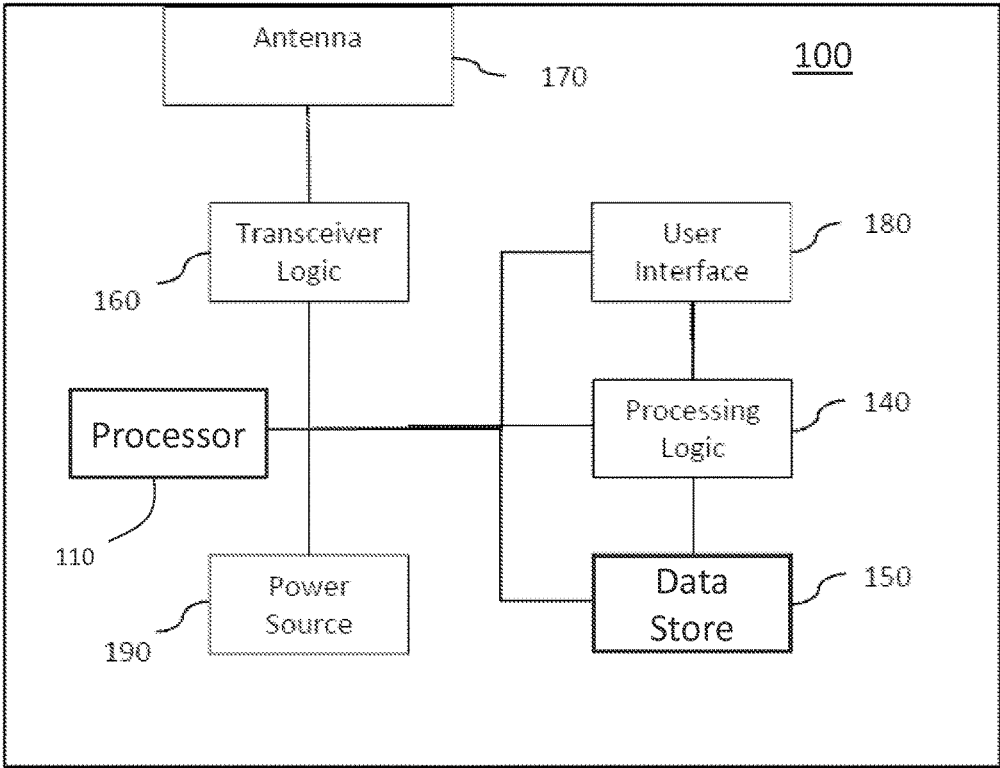 Antenna
100
170
Transceiver
Logic
160
User
Interface
180
Processor
110
Processing
Logic
140
Power
Source
190
Data
Store
150